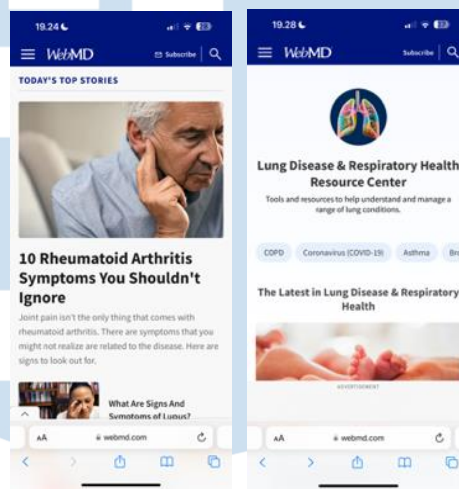 19.24
WebMD
Subscribe
TODAY'S TOP STORIES
10 Rheumatoid Arthritis
Symptoms You Shouldn't
Ignore
Joint pain isn't the only thing that comes with
rheumatoid arthritis. There are symptoms that you
might not realize are related to the disease. Here are
signs to look out for.
What Are Signs And
Symptoms of Lupus?
AA
webmd.com
19.28
WebMD
Subscribe
Lung Disease & Respiratory Health
Resource Center
Tools and resources to help understand and manage a
range of lung conditions.
COPD Coronavirus (COVID-19) Asthma Bro
The Latest in Lung Disease & Respiratory
Health
ADVERTISEMENT
AA
webmd.com